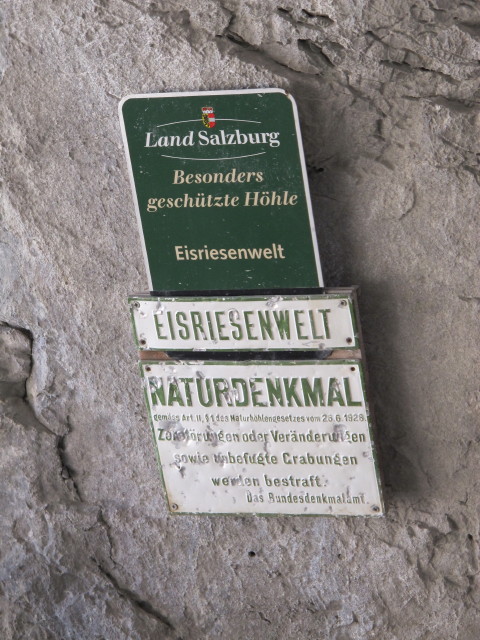 Land Salzburg
Besonders
geschützte Höhle
Eisriesenwelt
EISRIESENWELT
NATURDENKMAL
gemäss Art. II, § 1 des Naturhöhlengesetzes vom 26.6.1928.
Zerstörungen oder Veränderungen
sowie unbefugte Grabungen
werden bestraft.
Das Bundesdenkmalamt.